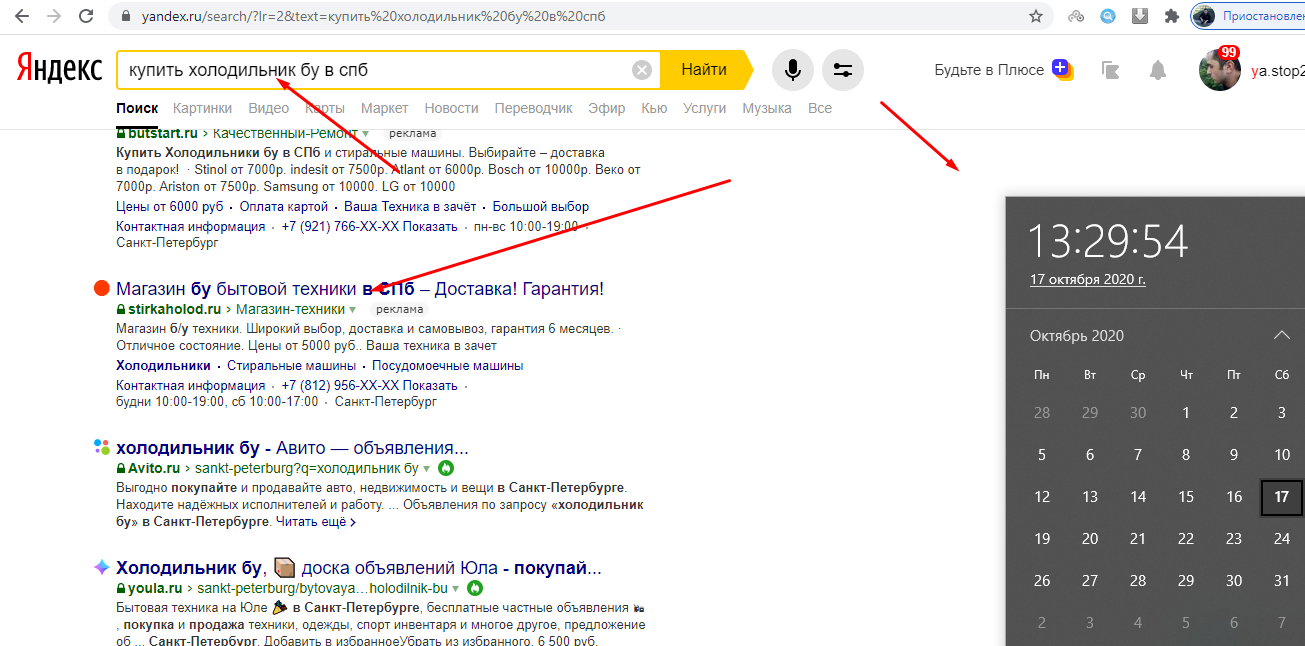 yandex.ru/search/?lr=2&text=купить%20холодильник%20бу%20в%20спб
Приостановлен
Яндекс
купить холодильник бу в спб
Найти
Будьте в Плюсе
99
ya.stop2
Поиск Картинки Видео Карты Маркет Новости Переводчик Эфир Кью Услуги Музыка Все
butstart.ru › Качественный-Ремонт реклама
Купить Холодильники бу в СПб и стиральные машины. Выбирайте – доставка
в подарок! · Stinol от 7000р. indesit от 7500р. Atlant от 6000р. Bosch от 10000р. Веко от
7000р. Ariston от 7500р. Samsung от 10000. LG от 10000
Цены от 6000 руб · Оплата картой · Ваша Техника в зачёт · Большой выбор
Контактная информация · +7 (921) 766-XX-XX Показать · пн-вс 10:00-19:00 ·
Санкт-Петербург
Магазин бу бытовой техники в СПб – Доставка! Гарантия!
stirkaholod.ru › Магазин-техники реклама
Магазин б/у техники. Широкий выбор, доставка и самовывоз, гарантия 6 месяцев. ·
Отличное состояние. Цены от 5000 руб.. Ваша техника в зачет
Холодильники · Стиральные машины · Посудомоечные машины
Контактная информация · +7 (812) 956-XX-XX Показать ·
будни 10:00-19:00, сб 10:00-17:00 · Санкт-Петербург
холодильник бу - Авито — объявления...
Avito.ru › sankt-peterburg?q=холодильник бу
Выгодно покупайте и продавайте авто, недвижимость и вещи в Санкт-Петербурге.
Находите надёжных исполнителей и работу. ... Объявления по запросу «холодильник
бу» в Санкт-Петербурге. Читать ещё ›
Холодильник бу, доска объявлений Юла - покупай...
youla.ru › sankt-peterburg/bytovaya…holodilnik-bu
Бытовая техника на Юле в Санкт-Петербурге, бесплатные частные объявления
, покупка и продажа техники, одежды, спорт инвентаря и многое другое, предложение
об ... Санкт-Петербург. Добавить в избранноеУбрать из избранного. 6 500 руб.
13:29:54
17 октября 2020 г.
Октябрь 2020
Пн Вт Ср Чт Пт Сб
28 29 30 1 2 3
5 6 7 8 9 10
12 13 14 15 16 17
19 20 21 22 23 24
26 27 28 29 30 31
2 3 4 5 6 7